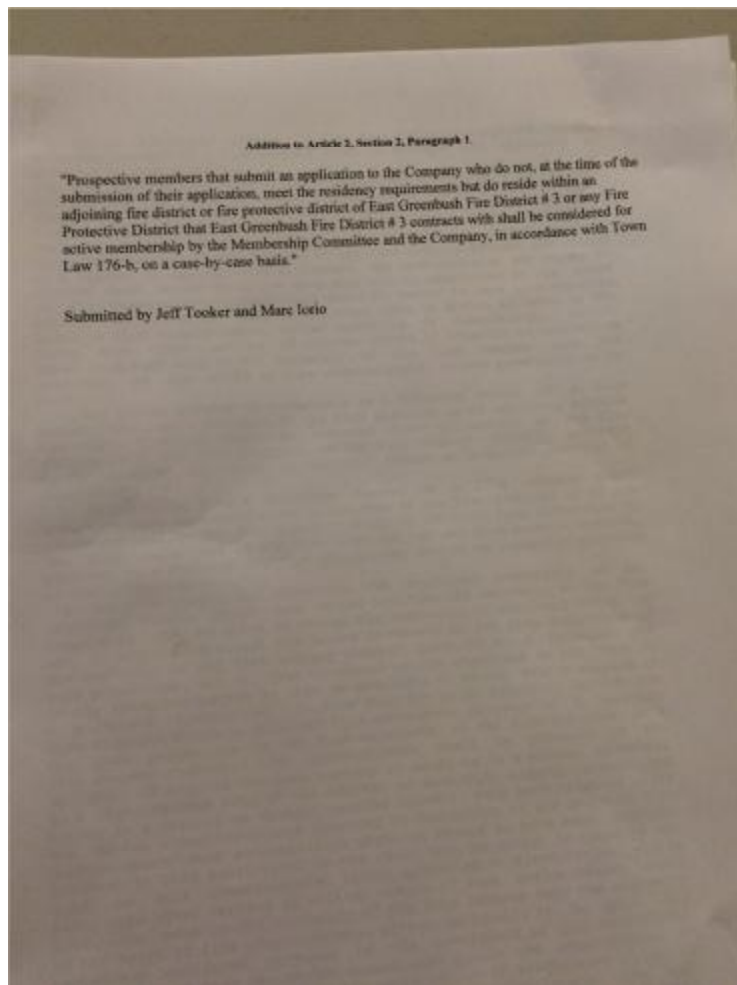 Addition to Article 2, Section 2, Paragraph 1
"Prospective members that submit an application to the Company who do not, at the time of the
submission of their application, meet the residency requirements but do reside within an
adjoining fire district or fire protective district of East Greenbush Fire District # 3 or any Fire
Protective District that East Greenbush Fire District # 3 contracts with shall be considered for
active membership by the Membership Committee and the Company, in accordance with Town
Law 176-b, on a case-by-case basis."
Submitted by Jeff Tooker and Marc Iorio